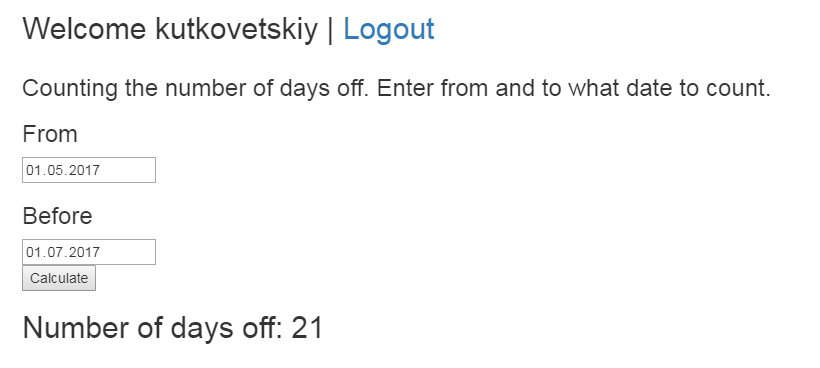 Welcome kutkovetskiy | Logout
Counting the number of days off. Enter from and to what date to count.
From
01.05.2017
Before
01.07.2017
Calculate
Number of days off: 21